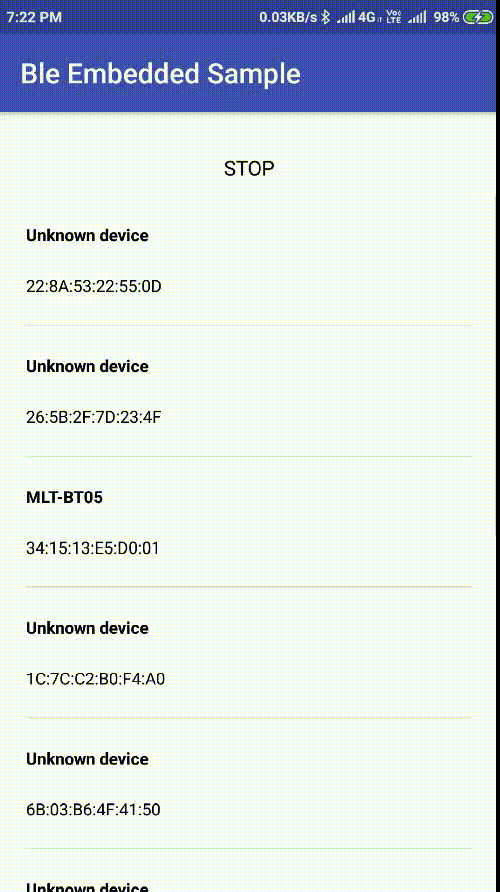 7:22 PM 0.03KB/s 4G VoLTE 98%
Ble Embedded Sample
STOP
Unknown device
22:8A:53:22:55:0D
Unknown device
26:5B:2F:7D:23:4F
MLT-BT05
34:15:13:E5:D0:01
Unknown device
1C:7C:C2:B0:F4:A0
Unknown device
6B:03:B6:4F:41:50
Unknown device